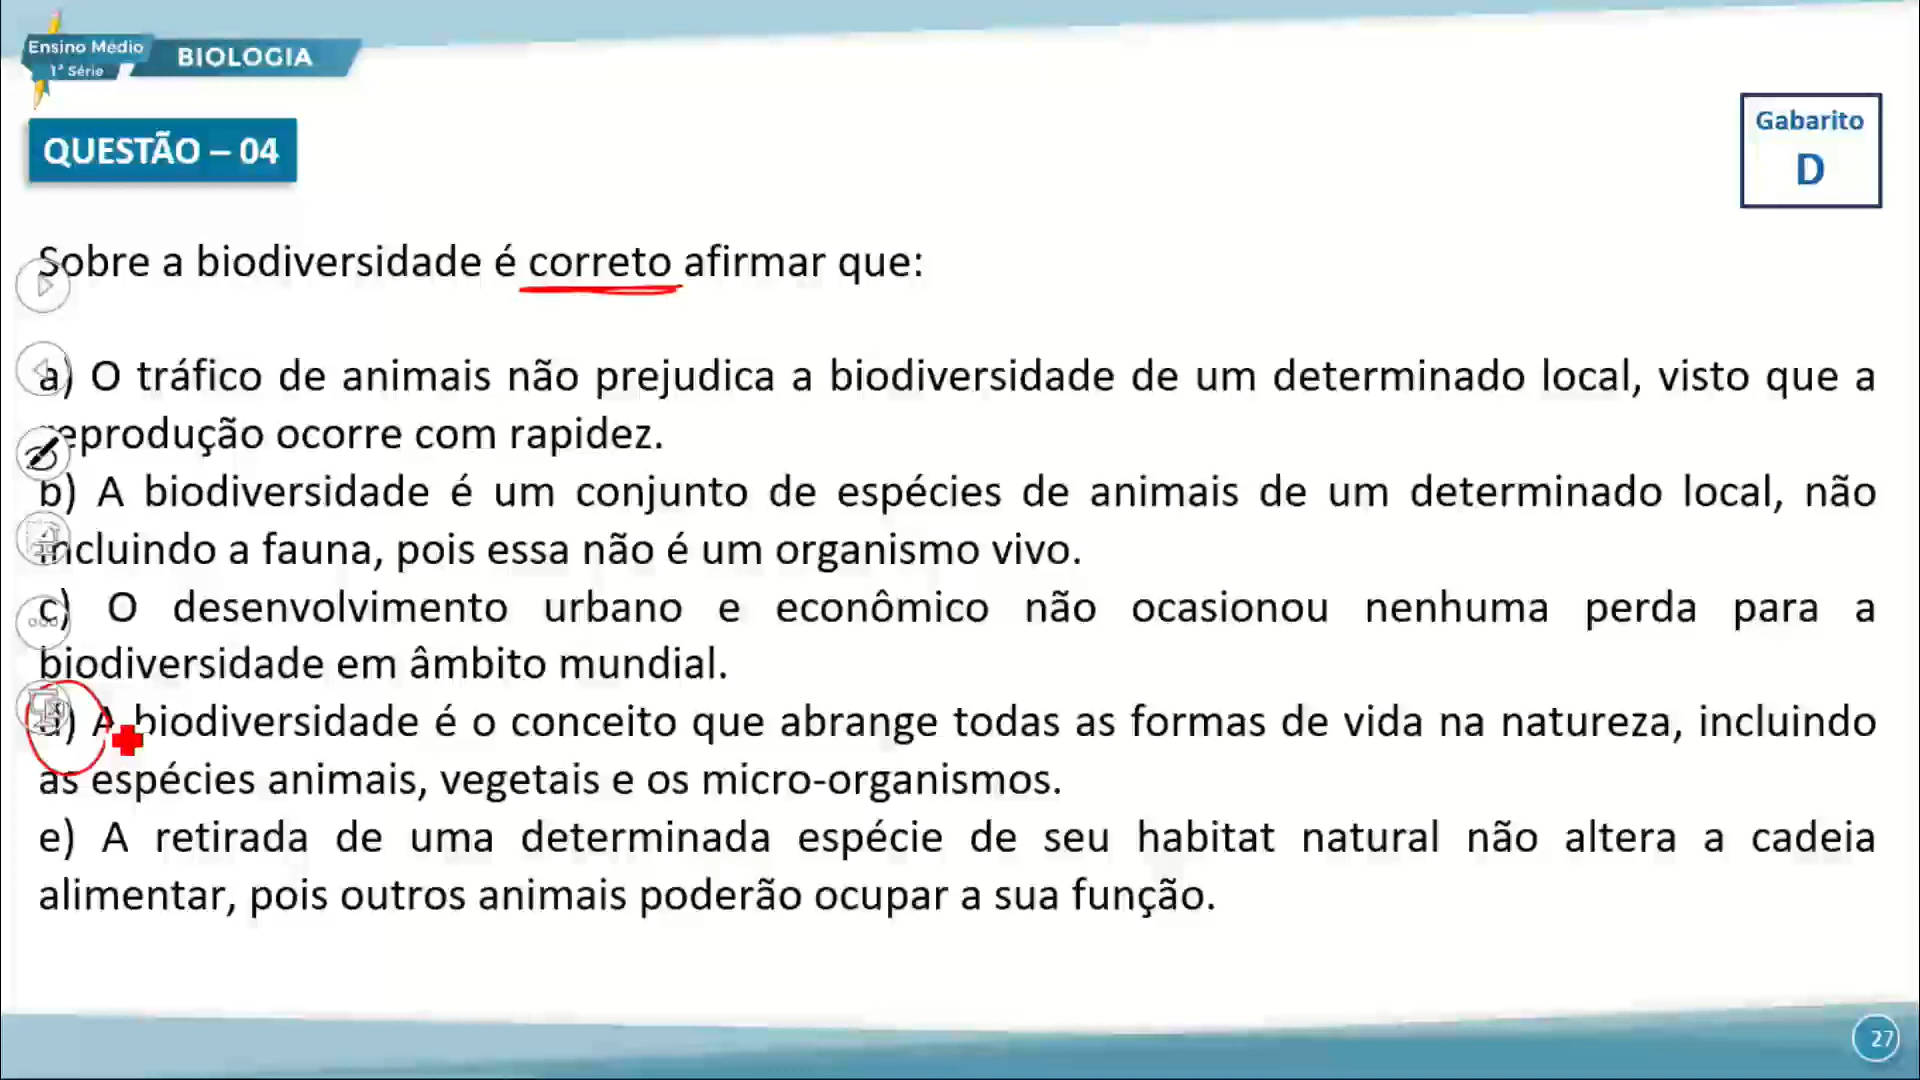 Ensino Médio
1ª Série
BIOLOGIA
QUESTÃO – 04
Gabarito
D
Sobre a biodiversidade é correto afirmar que:
a) O tráfico de animais não prejudica a biodiversidade de um determinado local, visto que a
reprodução ocorre com rapidez.
b) A biodiversidade é um conjunto de espécies de animais de um determinado local, não
incluindo a fauna, pois essa não é um organismo vivo.
c) O desenvolvimento urbano e econômico não ocasionou nenhuma perda para a
biodiversidade em âmbito mundial.
d) A biodiversidade é o conceito que abrange todas as formas de vida na natureza, incluindo
as espécies animais, vegetais e os micro-organismos.
e) A retirada de uma determinada espécie de seu habitat natural não altera a cadeia
alimentar, pois outros animais poderão ocupar a sua função.
27